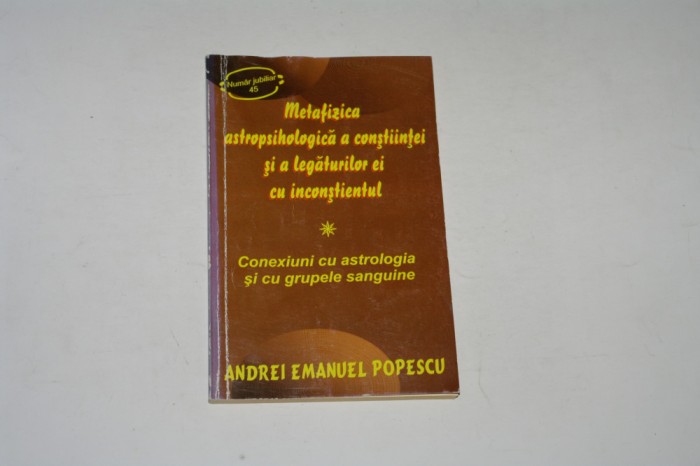 Număr jubiliar
45
Metafizica
astropsihologică a conştiinţei
şi a legăturilor ei
cu inconştientul
Conexiuni cu astrologia
şi cu grupele sanguine
ANDREI EMANUEL POPESCU